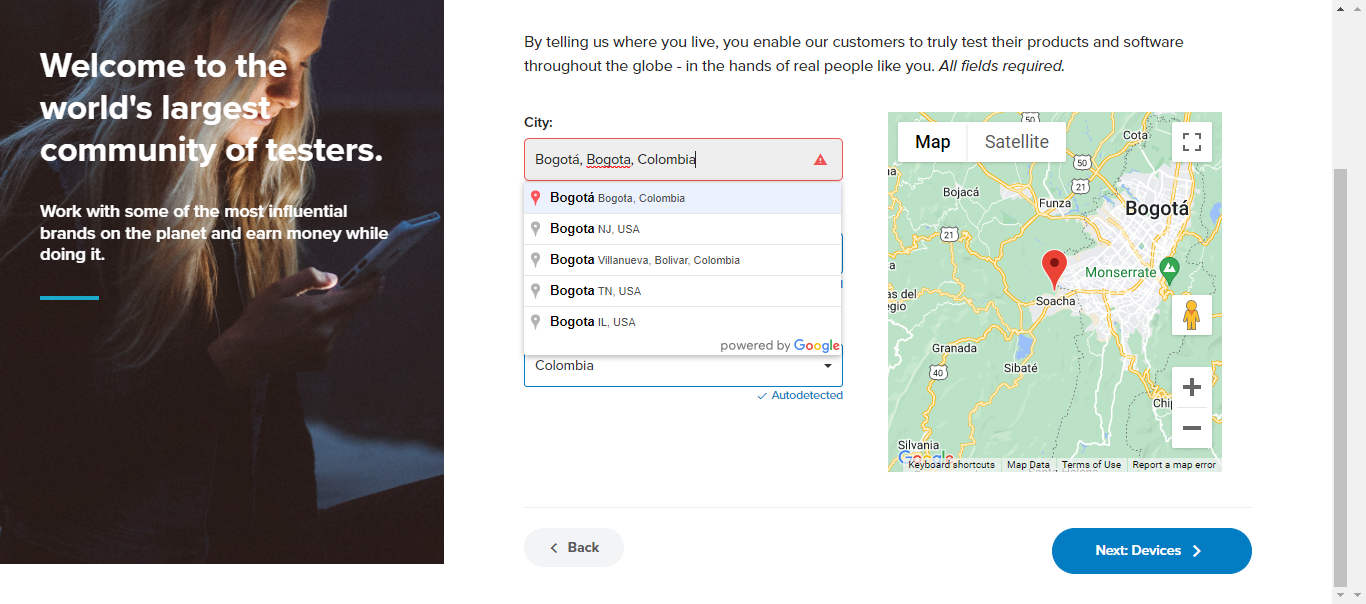 Welcome to the
world's largest
community of testers.
Work with some of the most influential
brands on the planet and earn money while
doing it.
By telling us where you live, you enable our customers to truly test their products and software
throughout the globe - in the hands of real people like you. All fields required.
City:
Bogotá, Bogota, Colombia
Bogotá Bogota, Colombia
Bogota NJ, USA
Bogota Villanueva, Bolivar, Colombia
Bogota TN, USA
Bogota IL, USA
powered by Google
Colombia
Autodetected
Map
Satellite
50
Cota
50
21
Bojacá
Funza
Bogotá
21
Monserrate
as del
egio
Soacha
Granada
Sibaté
40
Chip
Silvania
Google
Keyboard shortcuts
Map Data
Terms of Use
Report a map error
Back
Next: Devices